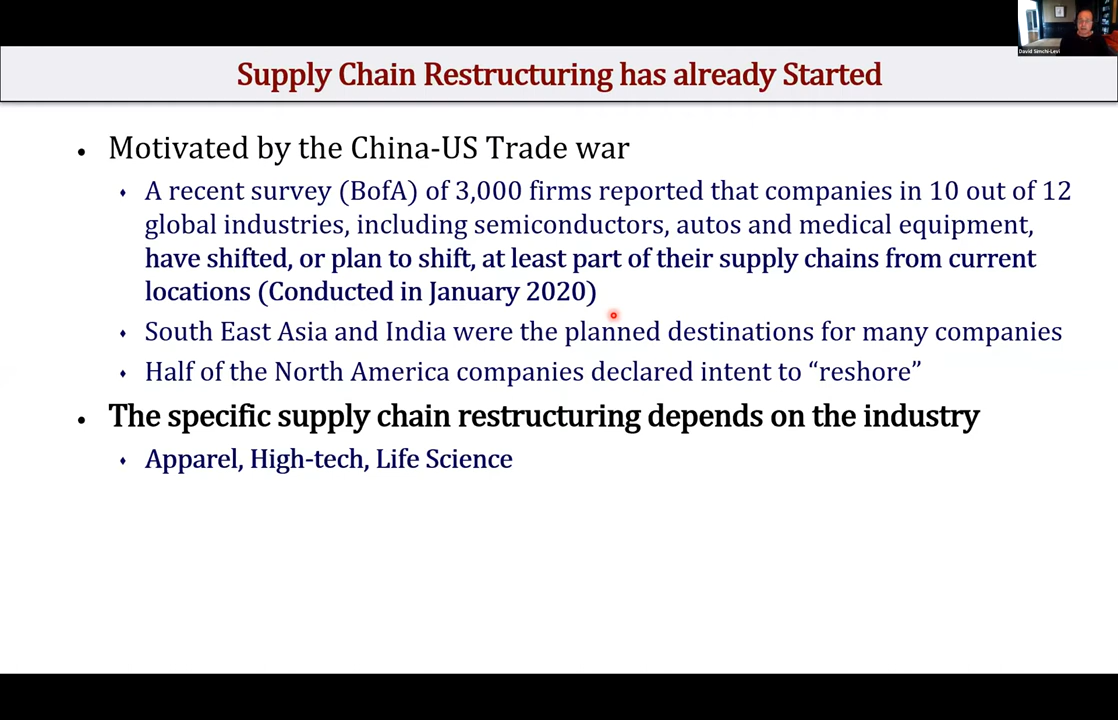 David Simchi-Levi
Supply Chain Restructuring has already Started
• Motivated by the China-US Trade war
♦ A recent survey (BofA) of 3,000 firms reported that companies in 10 out of 12
global industries, including semiconductors, autos and medical equipment,
have shifted, or plan to shift, at least part of their supply chains from current
locations (Conducted in January 2020)
♦ South East Asia and India were the planned destinations for many companies
♦ Half of the North America companies declared intent to “reshore”
• The specific supply chain restructuring depends on the industry
♦ Apparel, High-tech, Life Science